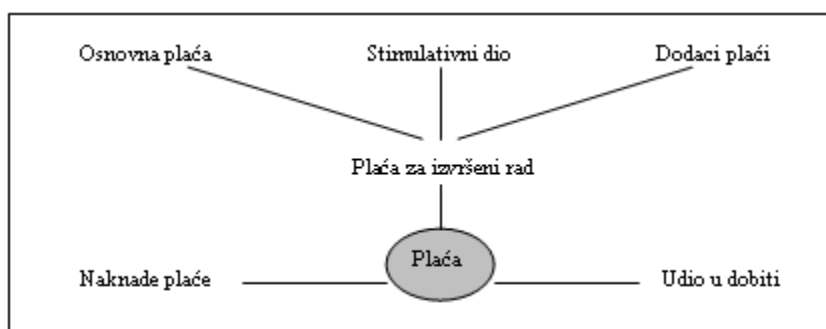 Osnovna plaća
Stimulativni dio
Dodaci plaći
Plaća za izvršeni rad
Plaća
Naknade plaće
Udio u dobiti